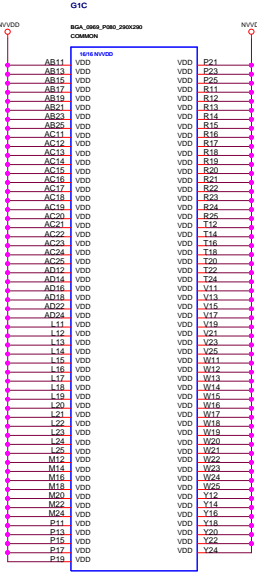 G1C
BGA_0969_P080_290X290
COMMON
NVVDD
NVVD
16/16 NVVDD
AB11 VDD VDD P21
AB13 VDD VDD P23
AB15 VDD VDD P25
AB17 VDD VDD R11
AB19 VDD VDD R12
AB21 VDD VDD R13
AB23 VDD VDD R14
AB25 VDD VDD R15
AC11 VDD VDD R16
AC12 VDD VDD R17
AC13 VDD VDD R18
AC14 VDD VDD R19
AC15 VDD VDD R20
AC16 VDD VDD R21
AC17 VDD VDD R22
AC18 VDD VDD R23
AC19 VDD VDD R24
AC20 VDD VDD R25
AC21 VDD VDD T12
AC22 VDD VDD T14
AC23 VDD VDD T16
AC24 VDD VDD T18
AC25 VDD VDD T20
AD12 VDD VDD T22
AD14 VDD VDD T24
AD16 VDD VDD V11
AD18 VDD VDD V13
AD22 VDD VDD V15
AD24 VDD VDD V17
L11 VDD VDD V19
L12 VDD VDD V21
L13 VDD VDD V23
L14 VDD VDD V25
L15 VDD VDD W11
L16 VDD VDD W12
L17 VDD VDD W13
L18 VDD VDD W14
L19 VDD VDD W15
L20 VDD VDD W16
L21 VDD VDD W17
L22 VDD VDD W18
L23 VDD VDD W19
L24 VDD VDD W20
L25 VDD VDD W21
M12 VDD VDD W22
M14 VDD VDD W23
M16 VDD VDD W24
M18 VDD VDD W25
M20 VDD VDD Y12
M22 VDD VDD Y14
M24 VDD VDD Y16
P11 VDD VDD Y18
P13 VDD VDD Y20
P15 VDD VDD Y22
P17 VDD VDD Y24
P19 VDD